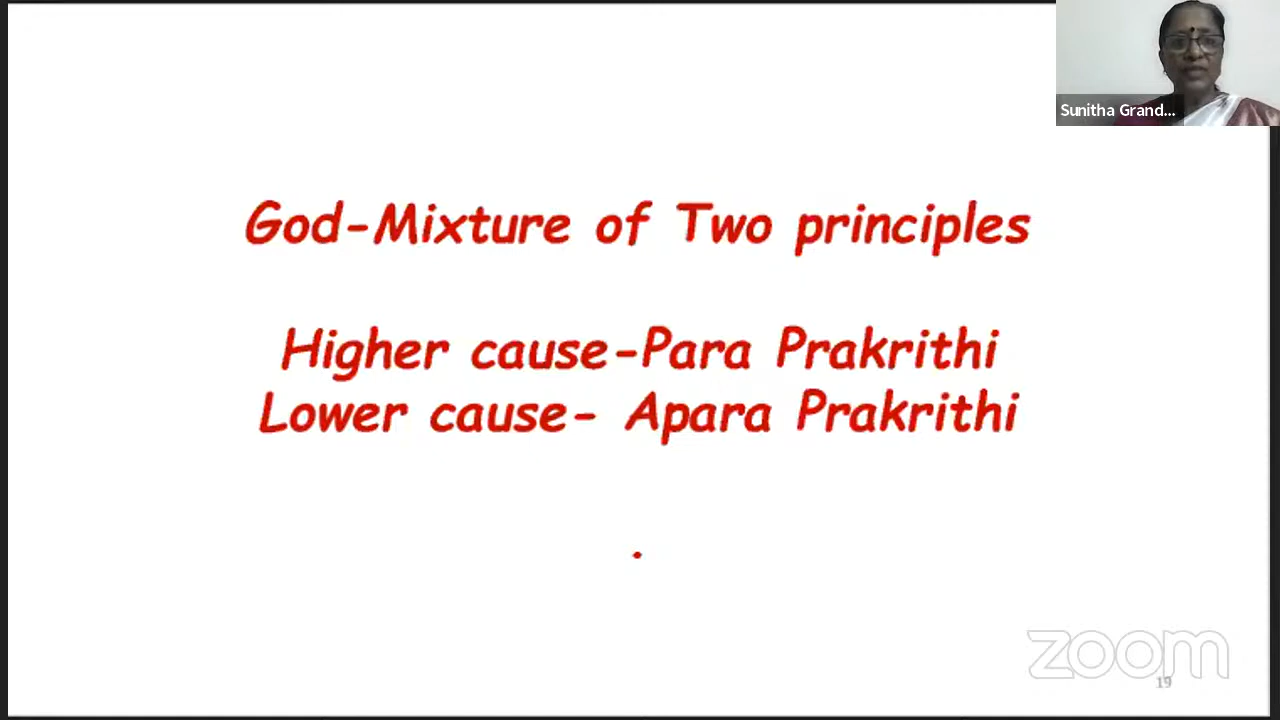 Sunitha Grand...
God-Mixture of Two principles
Higher cause-Para Prakrithi
Lower cause- Apara Prakrithi
.
zoom
19